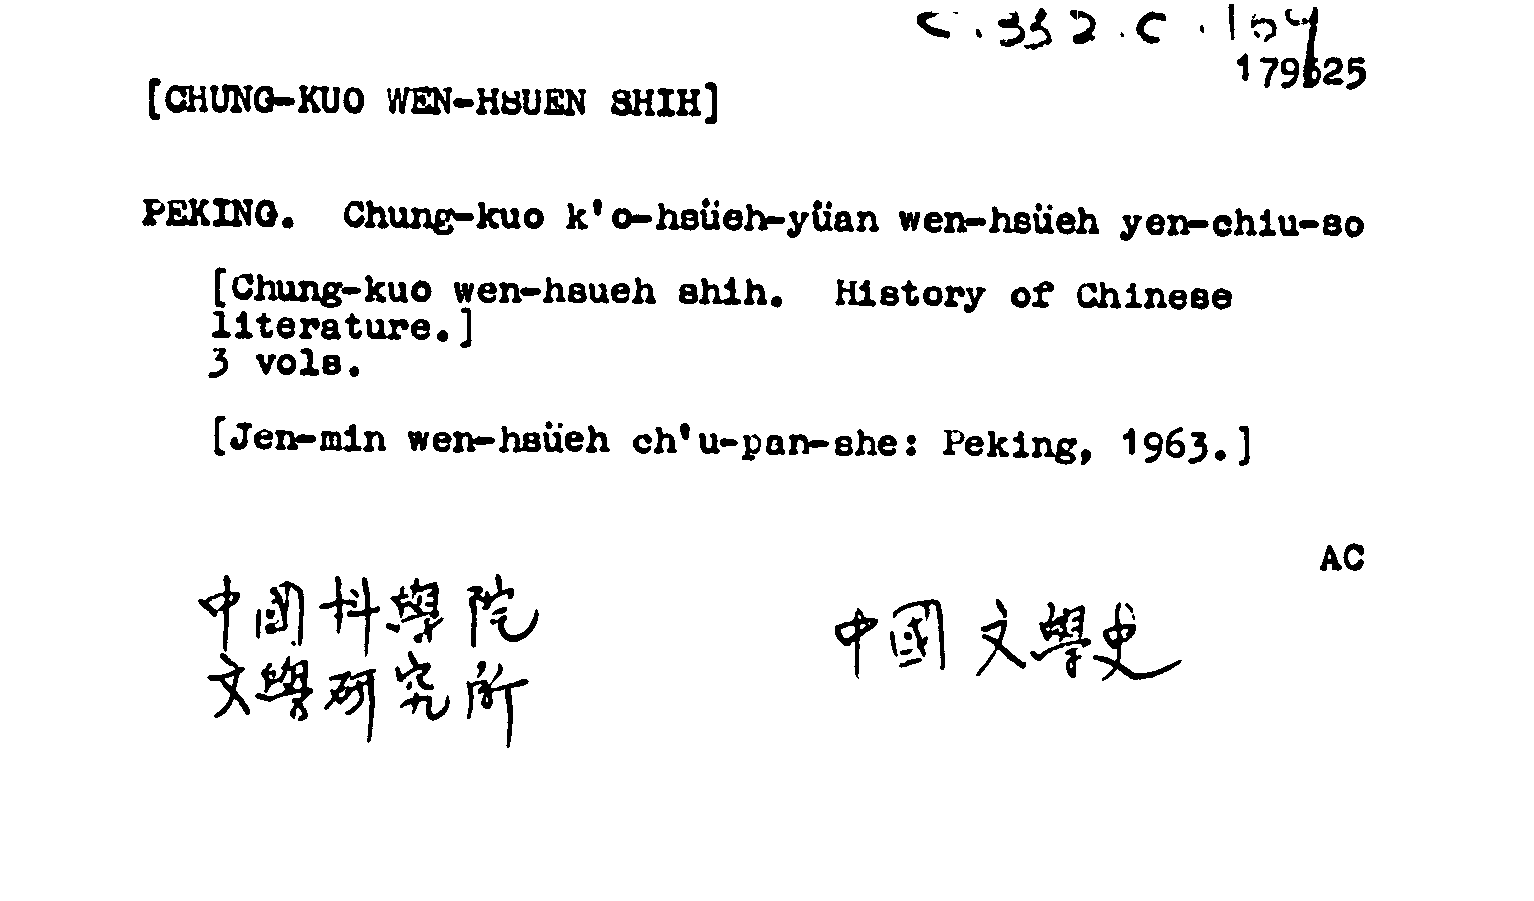 C.332.C.154
179625
[CHUNG-KUO WEN-HSUEN SHIH]
PEKING. Chung-kuo k'o-hsüeh-yüan wen-hsüeh yen-chiu-so
[Chung-kuo wen-hsueh shih. History of Chinese
literature.]
3 vols.
[Jen-min wen-hsüeh ch'u-pan-she: Peking, 1963.]
AC
中國科學院
文學研究所
中國文學史